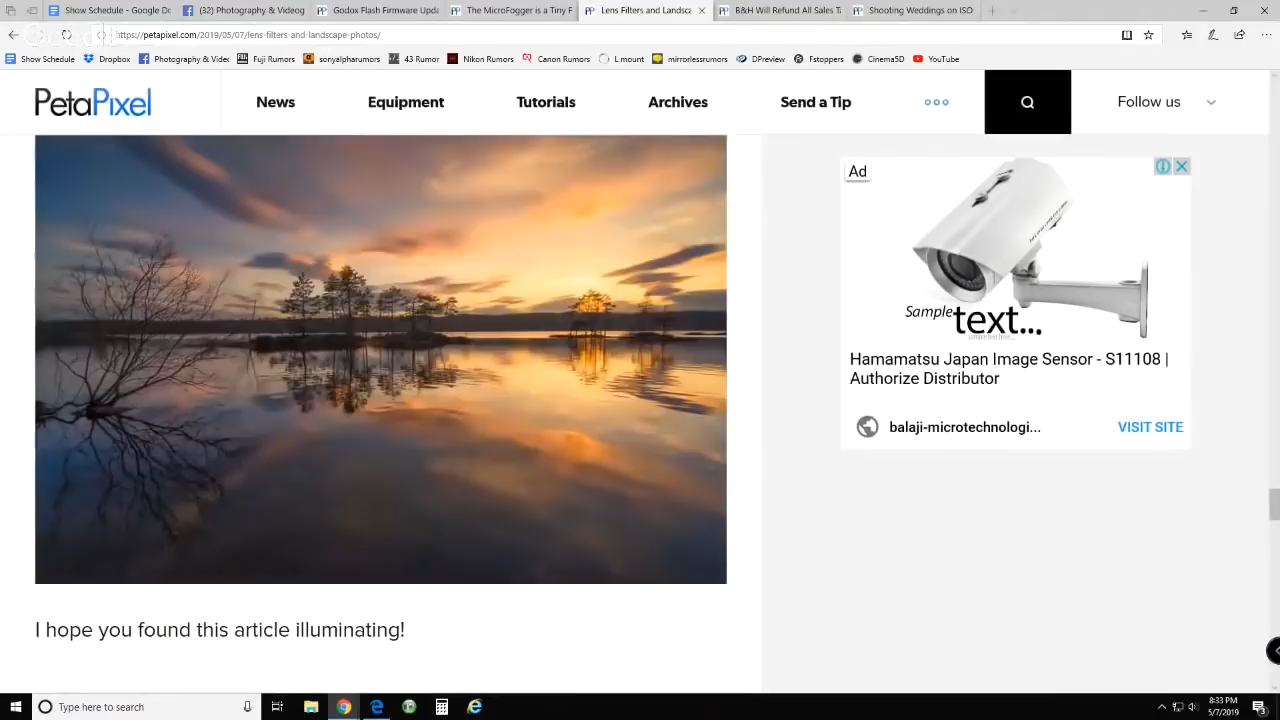 Show Schedule - Google Do
(32) Photography & Videog
Godox Flash Firmware Upda
The MicroFogger is a Tiny F
Lens Filters and Landsca
B&H Will Refund All Sales Ta
Shooting Weddings on ISO
https://petapixel.com/2019/05/07/lens-filters-and-landscape-photos/
Show Schedule
Dropbox
Photography & Video
Fuji Rumors
sonyalpharumors
43 Rumor
Nikon Rumors
Canon Rumors
L mount
mirrorlessrumors
DPreview
Fstoppers
Cinema5D
YouTube
PetaPixel
News
Equipment
Tutorials
Archives
Send a Tip
Follow us
Ad
Sample text...
sample text here...
Hamamatsu Japan Image Sensor - S11108 |
Authorize Distributor
balaji-microtechnologi...
VISIT SITE
I hope you found this article illuminating!
Type here to search
8:33 PM
5/7/2019